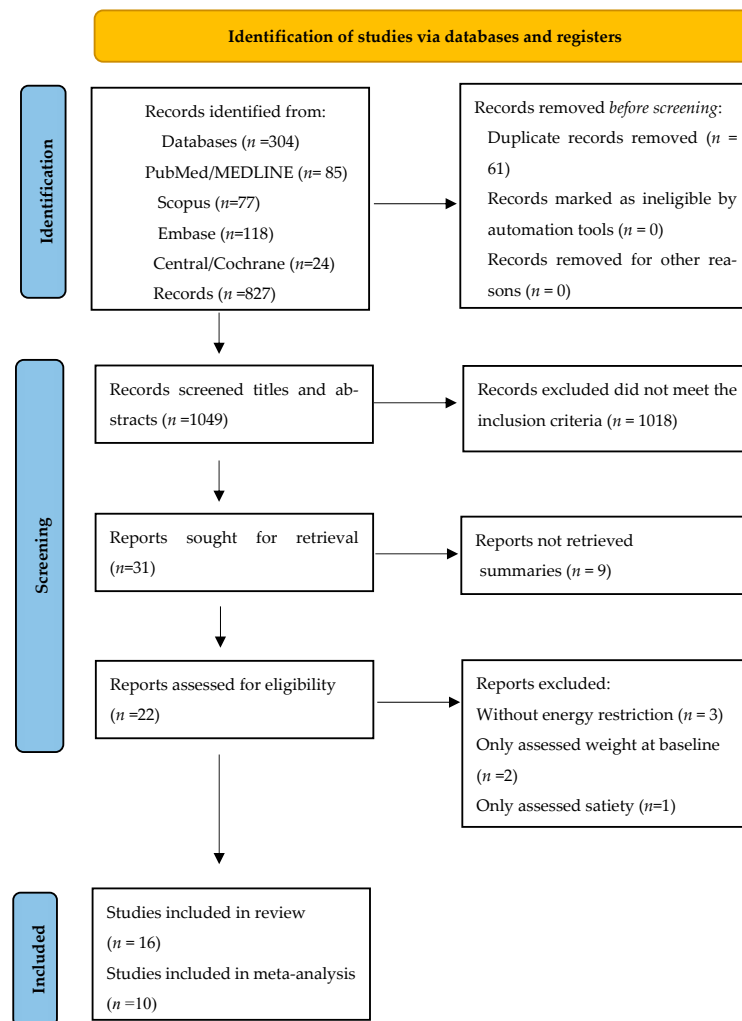 Identification of studies via databases and registers
Identification
Records identified from:
Databases (n =304)
PubMed/MEDLINE (n= 85)
Scopus (n=77)
Embase (n=118)
Central/Cochrane (n=24)
Records (n =827)
Records removed before screening:
Duplicate records removed (n =
61)
Records marked as ineligible by
automation tools (n = 0)
Records removed for other rea-
sons (n = 0)
Screening
Records screened titles and ab-
stracts (n =1049)
Records excluded did not meet the
inclusion criteria (n = 1018)
Reports sought for retrieval
(n=31)
Reports not retrieved
summaries (n = 9)
Reports assessed for eligibility
(n =22)
Reports excluded:
Without energy restriction (n = 3)
Only assessed weight at baseline
(n =2)
Only assessed satiety (n=1)
Included
Studies included in review
(n = 16)
Studies included in meta-analysis
(n =10)